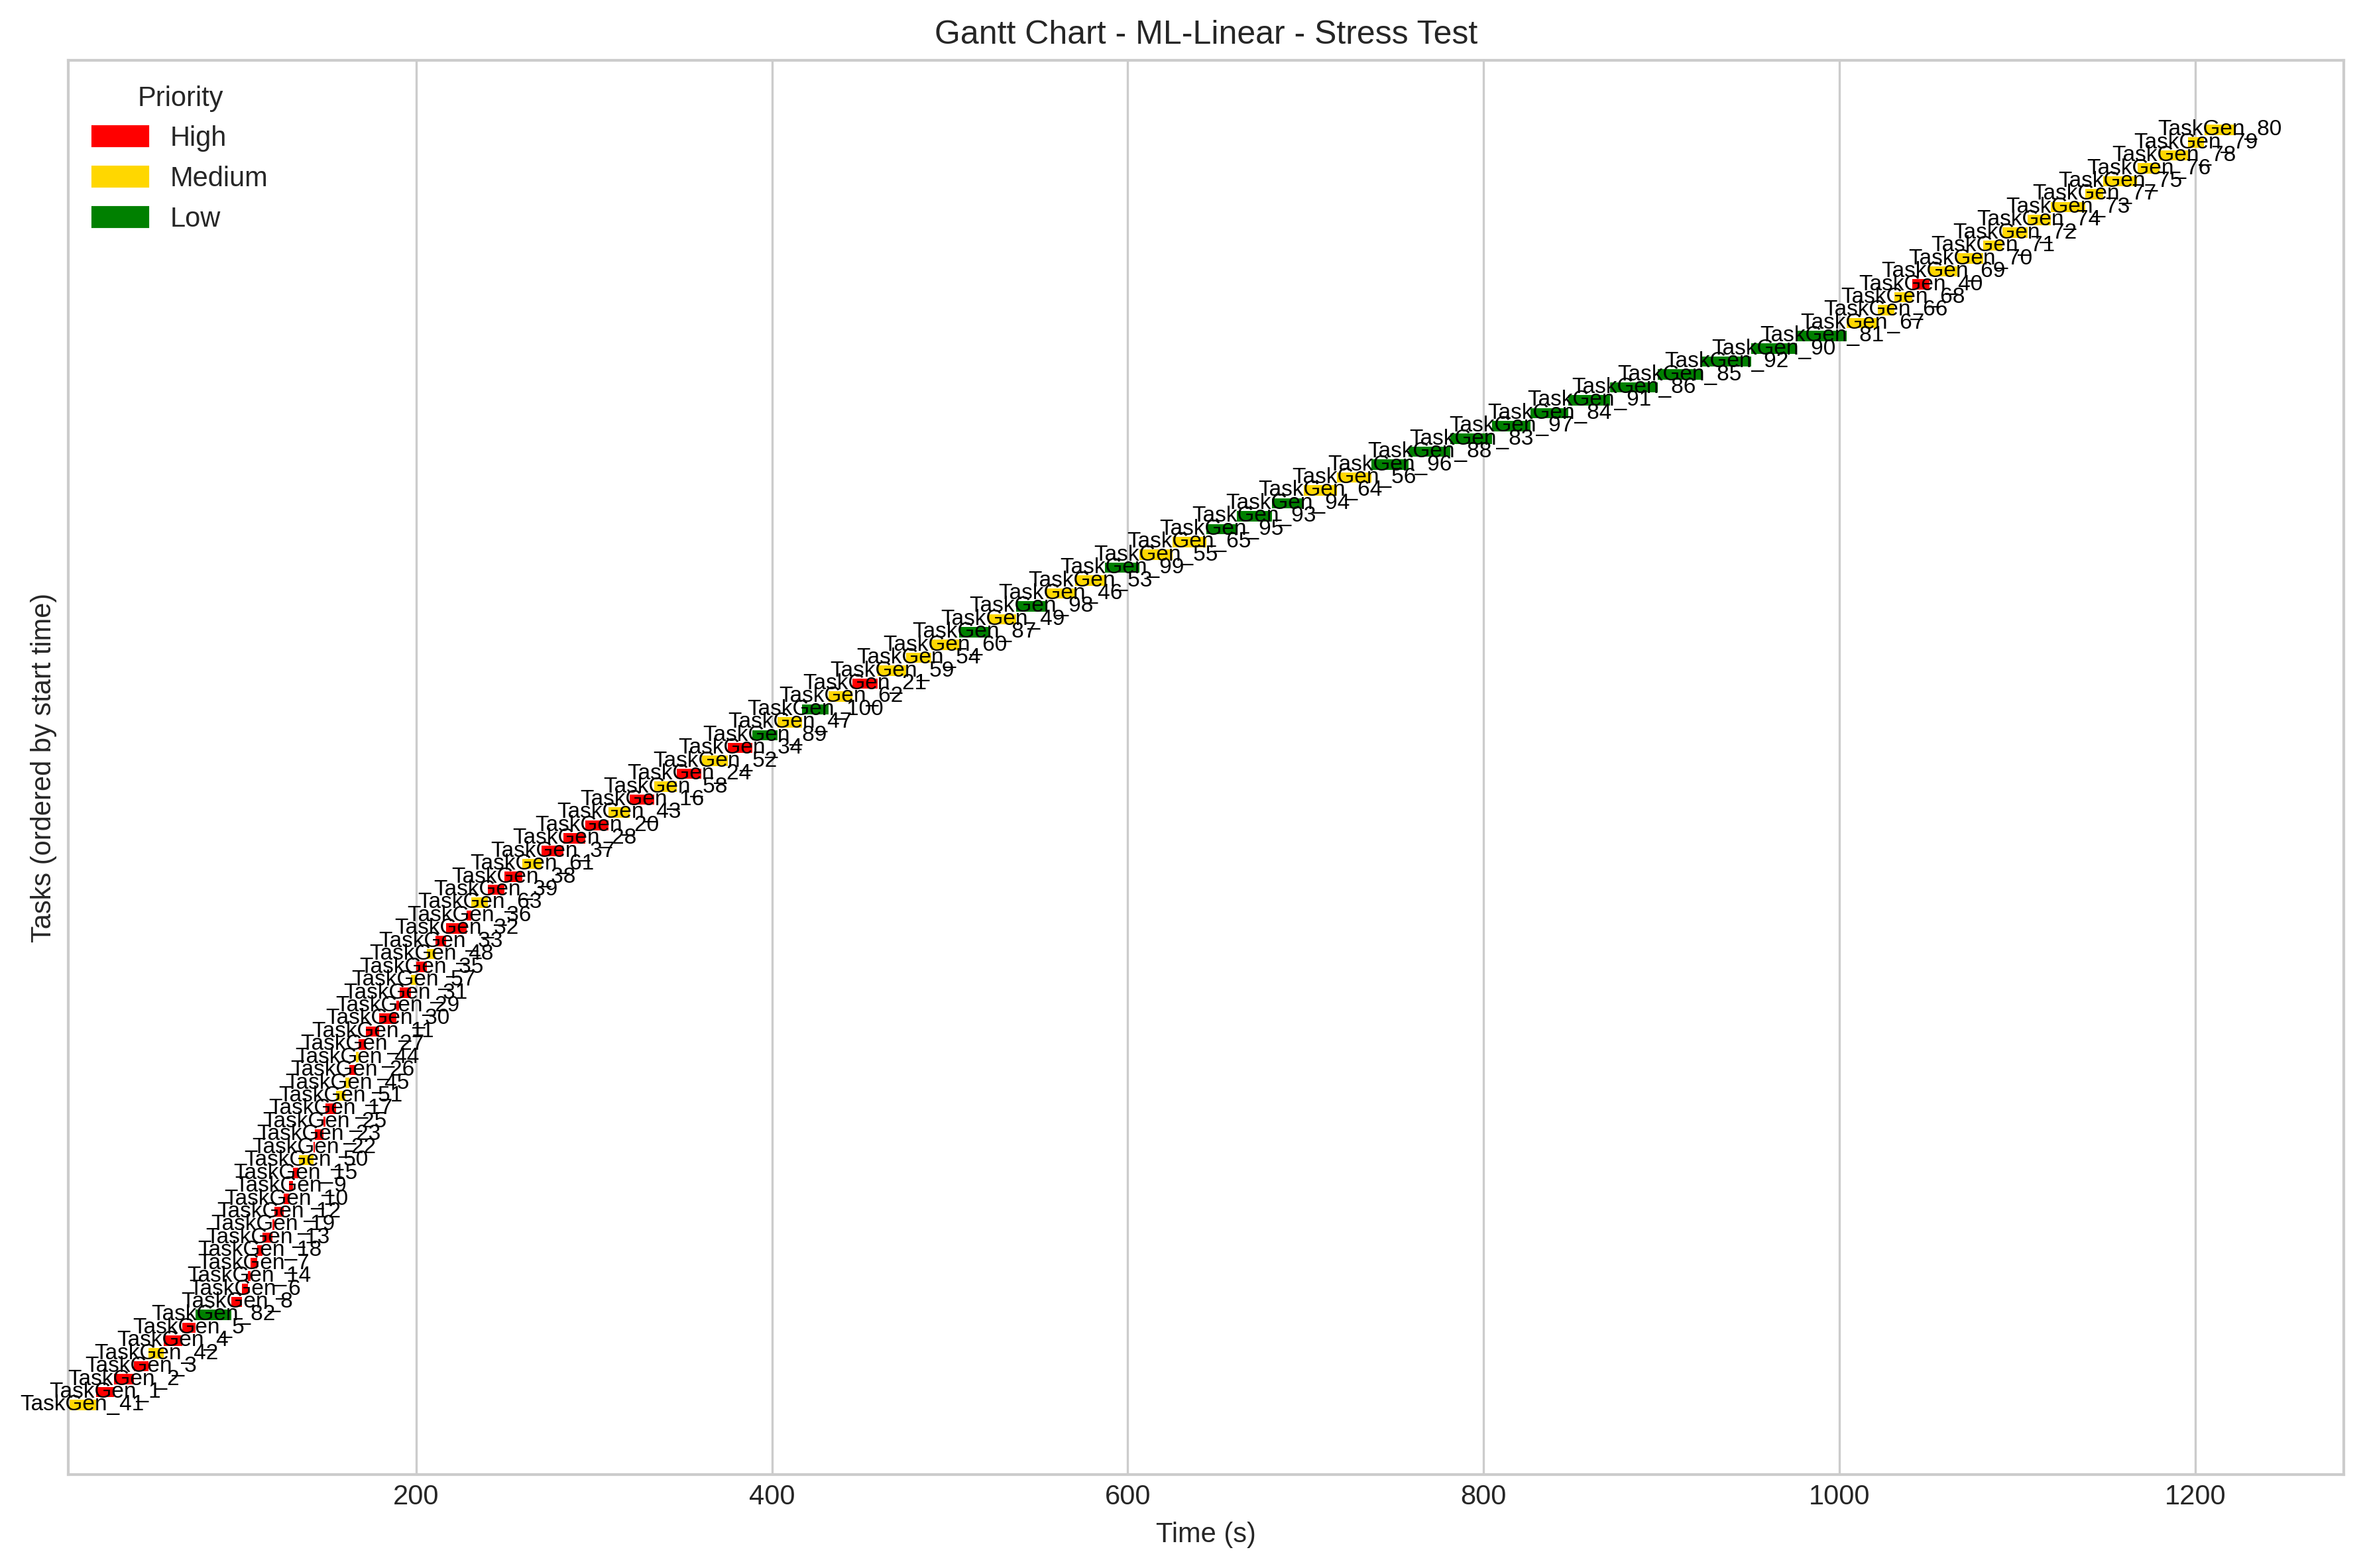 Gantt Chart - ML-Linear - Stress Test
Priority
High
Medium
Low
TaskGen_80
TaskGen_79
TaskGen_78
TaskGen_76
TaskGen_75
TaskGen_77
TaskGen_73
TaskGen_74
TaskGen_72
TaskGen_71
TaskGen_70
TaskGen_69
TaskGen_40
TaskGen_68
TaskGen_66
TaskGen_67
TaskGen_81
TaskGen_90
TaskGen_92
TaskGen_85
TaskGen_86
TaskGen_91
TaskGen_84
TaskGen_97
TaskGen_83
TaskGen_88
TaskGen_96
TaskGen_56
TaskGen_64
TaskGen_94
TaskGen_93
TaskGen_95
TaskGen_65
TaskGen_55
TaskGen_99
TaskGen_53
TaskGen_46
TaskGen_98
TaskGen_49
TaskGen_87
TaskGen_60
TaskGen_54
TaskGen_59
TaskGen_21
TaskGen_62
TaskGen_100
TaskGen_47
TaskGen_89
TaskGen_34
TaskGen_52
TaskGen_24
TaskGen_58
TaskGen_16
TaskGen_43
TaskGen_20
TaskGen_28
TaskGen_37
TaskGen_61
TaskGen_38
TaskGen_39
TaskGen_63
TaskGen_36
TaskGen_32
TaskGen_33
TaskGen_48
TaskGen_35
TaskGen_57
TaskGen_31
TaskGen_29
TaskGen_30
TaskGen_11
TaskGen_27
TaskGen_44
TaskGen_26
TaskGen_45
TaskGen_51
TaskGen_17
TaskGen_25
TaskGen_23
TaskGen_22
TaskGen_50
TaskGen_15
TaskGen_9
TaskGen_10
TaskGen_12
TaskGen_19
TaskGen_13
TaskGen_18
TaskGen_7
TaskGen_14
TaskGen_6
TaskGen_8
TaskGen_82
TaskGen_5
TaskGen_4
TaskGen_42
TaskGen_3
TaskGen_2
TaskGen_1
TaskGen_41
Tasks (ordered by start time)
200 400 600 800 1000 1200
Time (s)